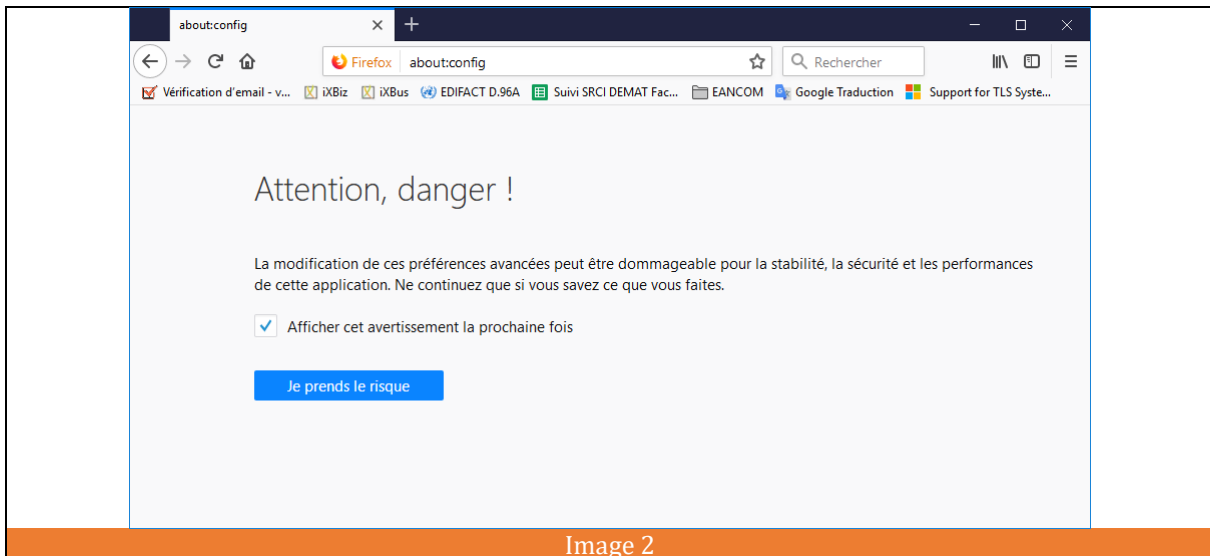 about:config
Firefox about:config Rechercher
Vérification d'email - v... iXBiz iXBus EDIFACT D.96A Suivi SRCI DEMAT Fac... EANCOM Google Traduction Support for TLS Syste...
Attention, danger !
La modification de ces préférences avancées peut être dommageable pour la stabilité, la sécurité et les performances
de cette application. Ne continuez que si vous savez ce que vous faites.
Afficher cet avertissement la prochaine fois
Je prends le risque
Image 2